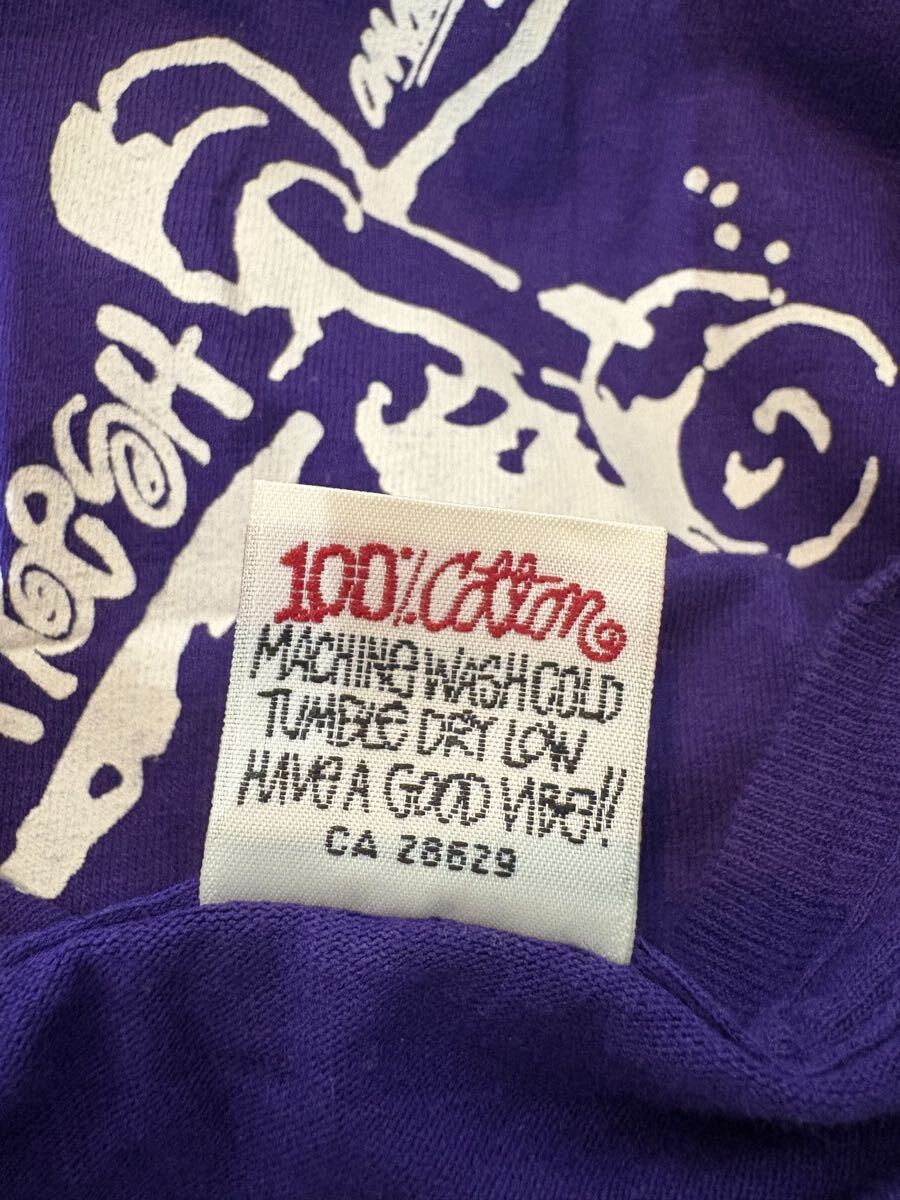 100% Cotton
MACHINE WASH COLD
TUMBLE DRY LOW
HAVE A GOOD VIBE!!
CA 28629